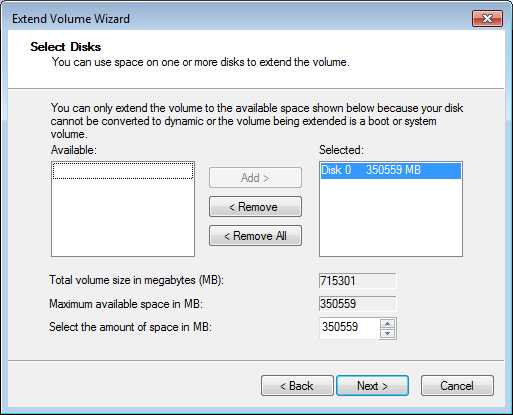 Extend Volume Wizard
Select Disks
You can use space on one or more disks to extend the volume.
You can only extend the volume to the available space shown below because your disk
cannot be converted to dynamic or the volume being extended is a boot or system
volume.
Available: Selected:
Add > Disk 0 350559 MB
< Remove
< Remove All
Total volume size in megabytes (MB): 715301
Maximum available space in MB: 350559
Select the amount of space in MB: 350559
< Back Next > Cancel